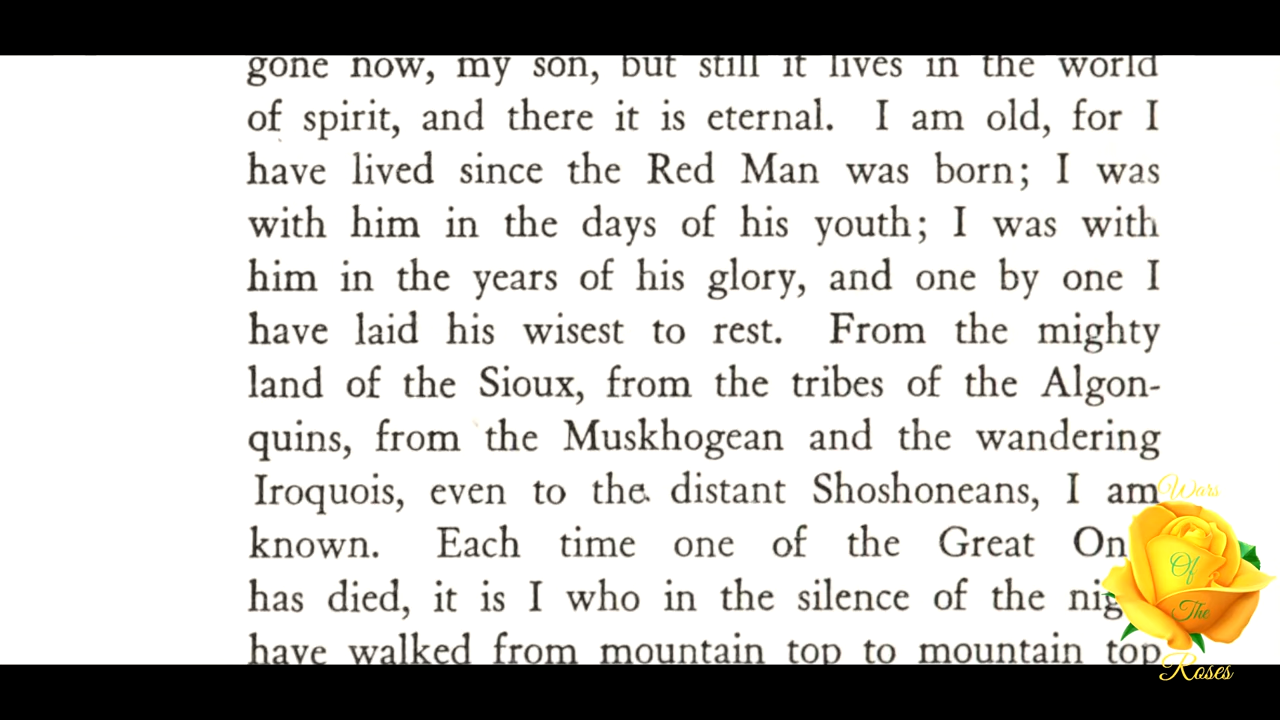 gone now, my son, but still it lives in the world
of spirit, and there it is eternal. I am old, for I
have lived since the Red Man was born; I was
with him in the days of his youth; I was with
him in the years of his glory, and one by one I
have laid his wisest to rest. From the mighty
land of the Sioux, from the tribes of the Algon-
quins, from the Muskhogean and the wandering
Iroquois, even to the distant Shoshoneans, I am
known. Each time one of the Great
has died, it is I who in the silence of the
have walked from mountain top to mountain top
Wars
Of
The
Roses